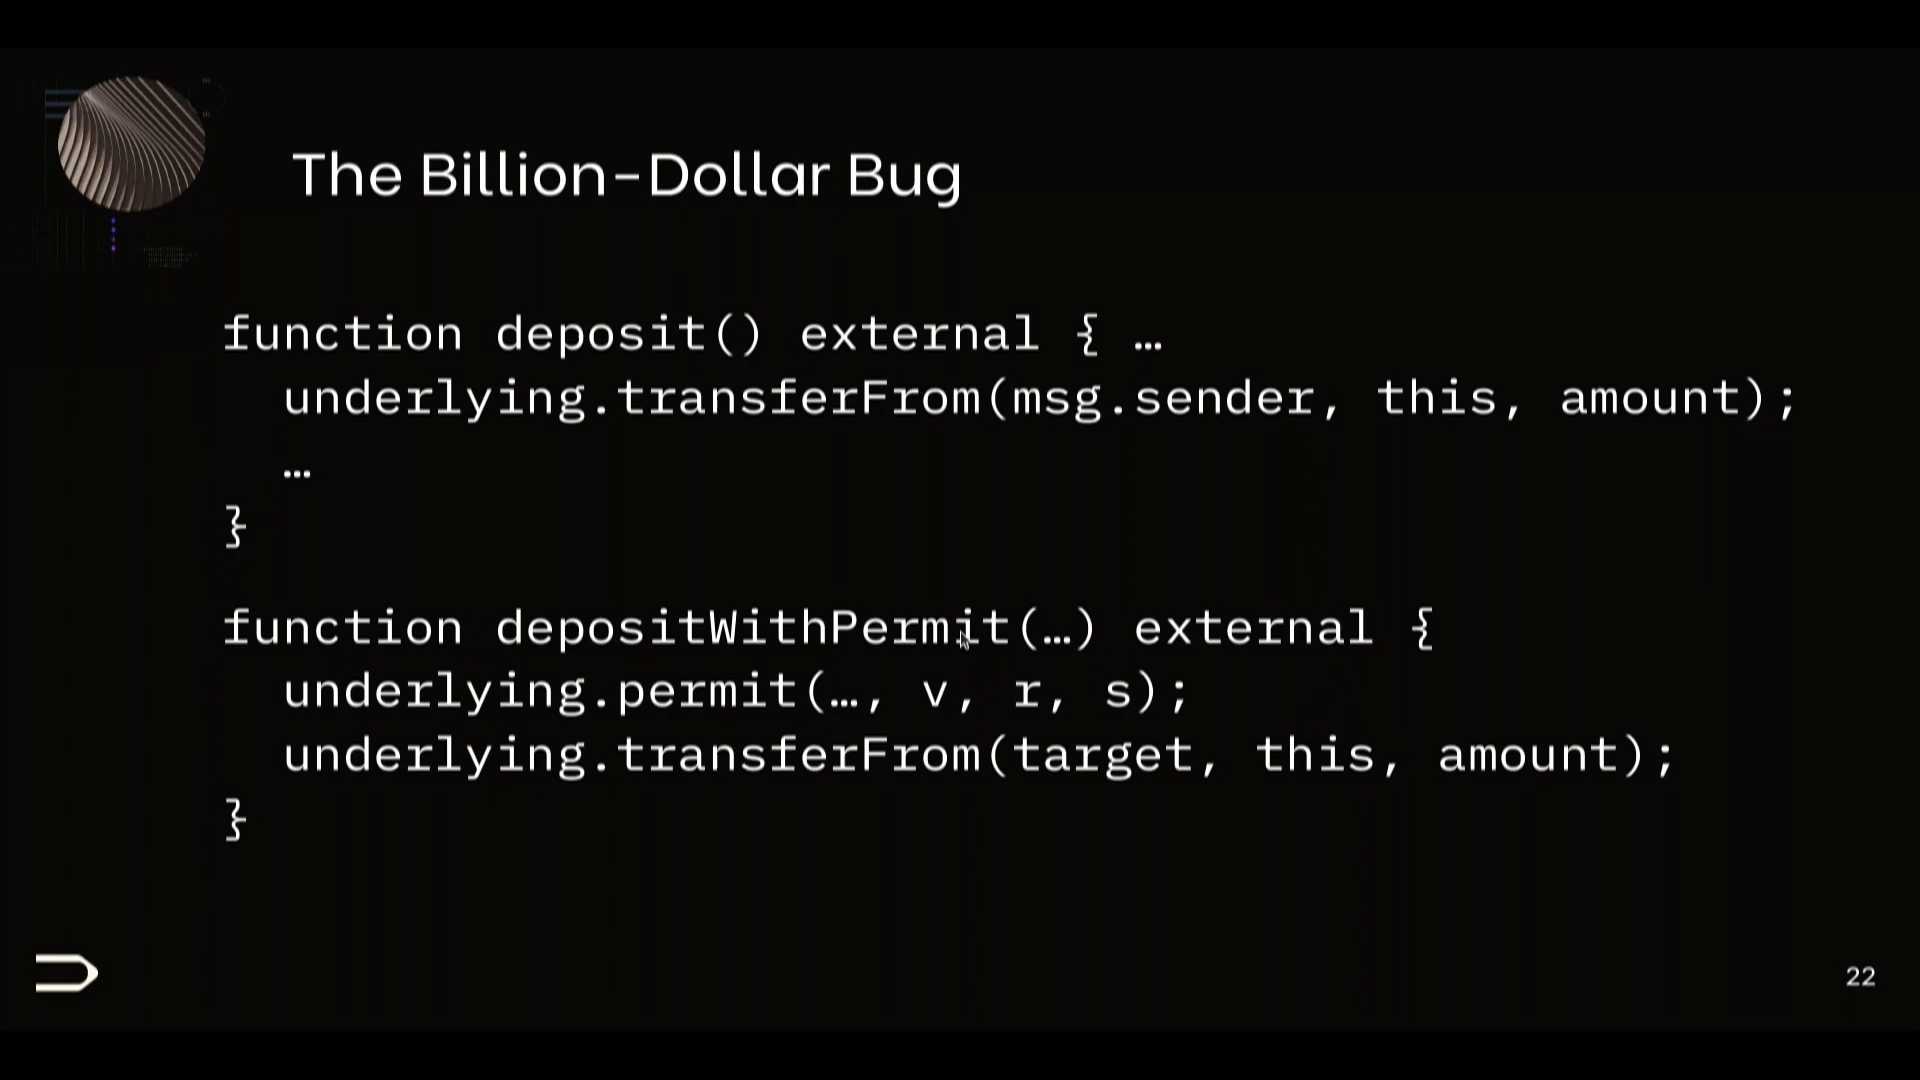 The Billion-Dollar Bug
function deposit() external { …
underlying.transferFrom(msg.sender, this, amount);
…
}
function depositWithPermit(…) external {
underlying.permit(…, v, r, s);
underlying.transferFrom(target, this, amount);
}
22